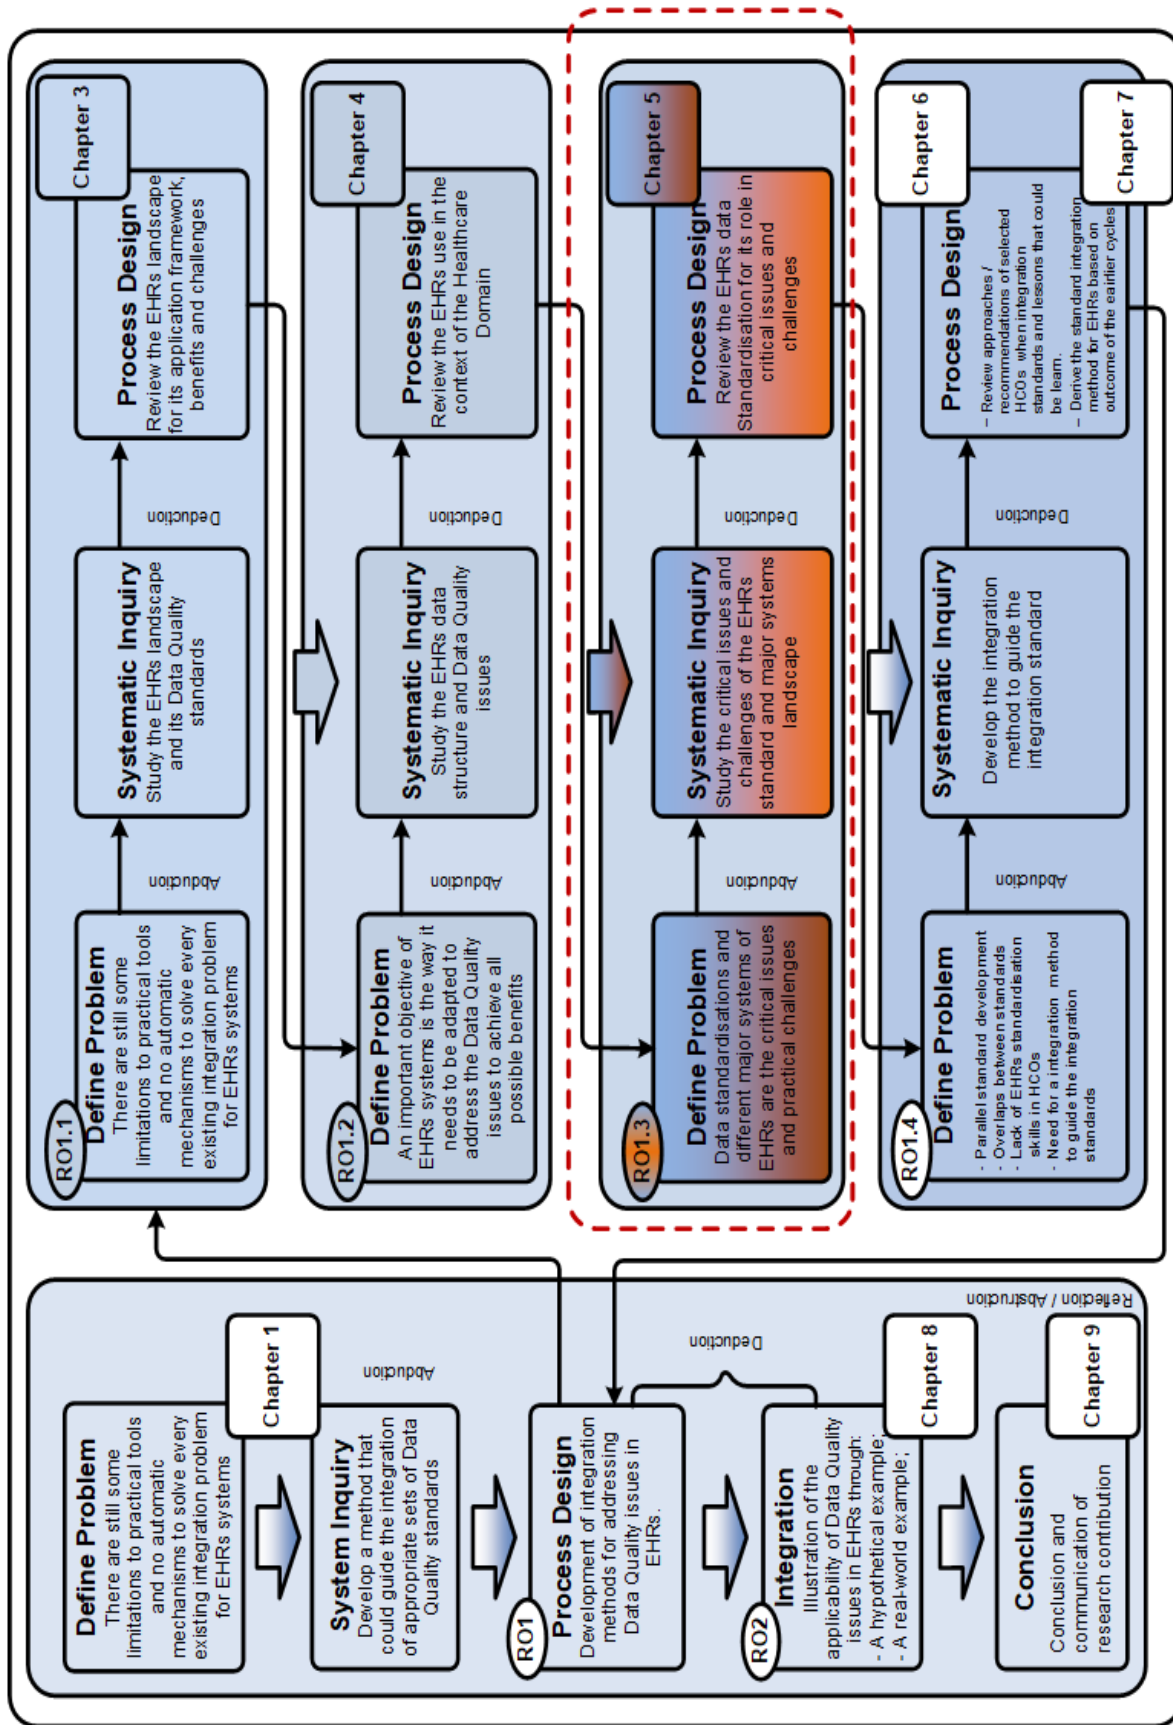 Define Problem
There are still some
limitations to practical tools
and no automatic
mechanisms to solve every
existing integration problem
for EHRs systems
Chapter 1
System Inquiry
Develop a method that
could guide the integration
of appropriate sets of Data
Quality standards
Abduction
RO1
Process Design
Development of integration
methods for addressing
Data Quality issues in
EHRs.
Deduction
RO2
Integration
Illustration of the
applicability of Data Quality
issues in EHRs through:
- A hypothetical example;
- A real-world example;
Chapter 8
Conclusion
Conclusion and
communication of
research contribution
Chapter 9
Reflection / Abstraction
RO1.1
Define Problem
There are still some
limitations to practical tools
and no automatic
mechanisms to solve every
existing integration problem
for EHRs systems
Abduction
Systematic Inquiry
Study the EHRs landscape
and its Data Quality
standards
Deduction
Process Design
Review the EHRs landscape
for its application framework,
benefits and challenges
Chapter 3
RO1.2
Define Problem
An important objective of
EHRs systems is the way it
needs to be adapted to
address the Data Quality
issues to achieve all
possible benefits
Abduction
Systematic Inquiry
Study the EHRs data
structure and Data Quality
issues
Deduction
Process Design
Review the EHRs use in the
context of the Healthcare
Domain
Chapter 4
RO1.3
Define Problem
Data standardisations and
different major systems of
EHRs are the critical issues
and practical challenges
Abduction
Systematic Inquiry
Study the critical issues and
challenges of the EHRs
standard and major systems
landscape
Deduction
Process Design
Review the EHRs data
Standardisation for its role in
critical issues and
challenges
Chapter 5
RO1.4
Define Problem
- Parallel standard development
- Overlaps between standards
- Lack of EHRs standardisation
skills in HCOs
- Need for a integration method
to guide the integration
standards
Abduction
Systematic Inquiry
Develop the integration
method to guide the
integration standard
Deduction
Process Design
– Review approaches /
recommendations of selected
HCOs when integration
standards and lessons that could
be learn.
– Derive the standard integration
method for EHRs based on
outcome of the earlier cycles
Chapter 6
Chapter 7